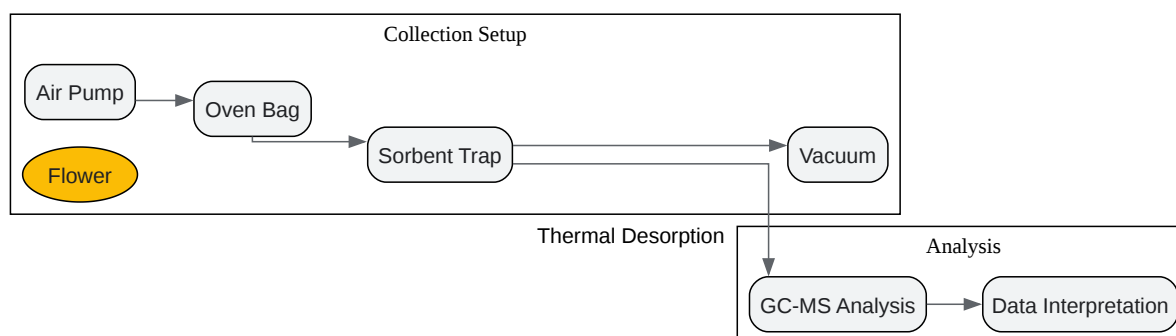 Collection Setup
Air Pump
Oven Bag
Sorbent Trap
Vacuum
Flower
Thermal Desorption
Analysis
GC-MS Analysis
Data Interpretation